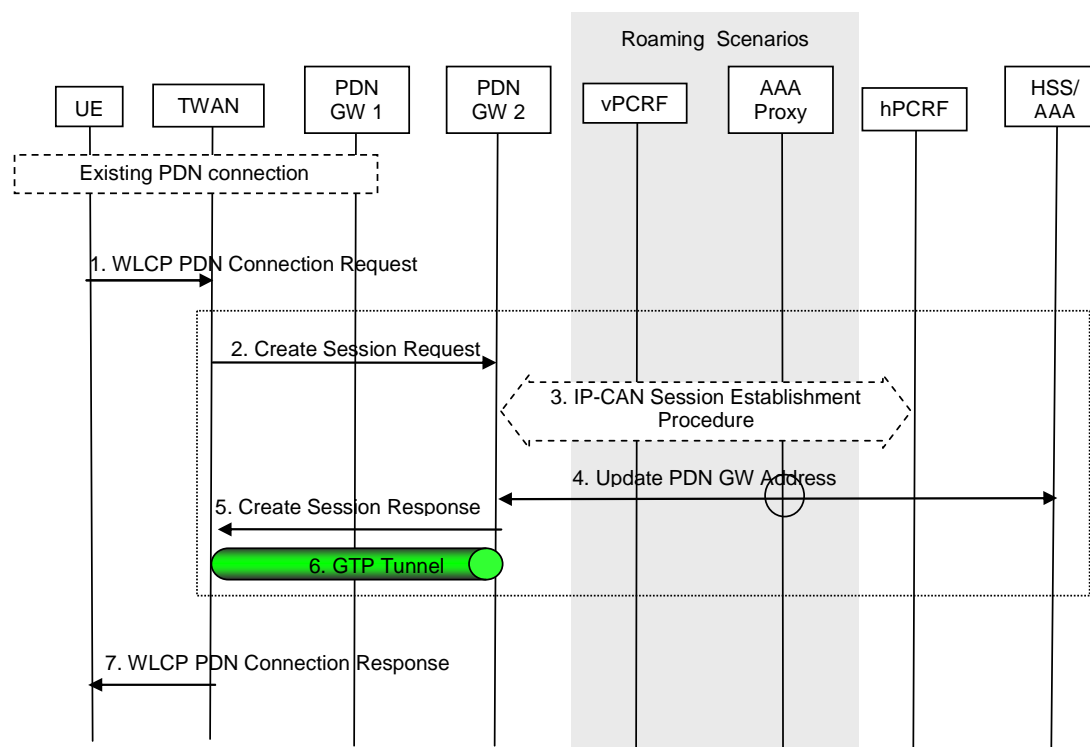 Roaming Scenarios
UE
TWAN
PDN
GW 1
PDN
GW 2
vPCRF
AAA
Proxy
hPCRF
HSS/
AAA
Existing PDN connection
1. WLCP PDN Connection Request
2. Create Session Request
3. IP-CAN Session Establishment
Procedure
4. Update PDN GW Address
5. Create Session Response
6. GTP Tunnel
7. WLCP PDN Connection Response